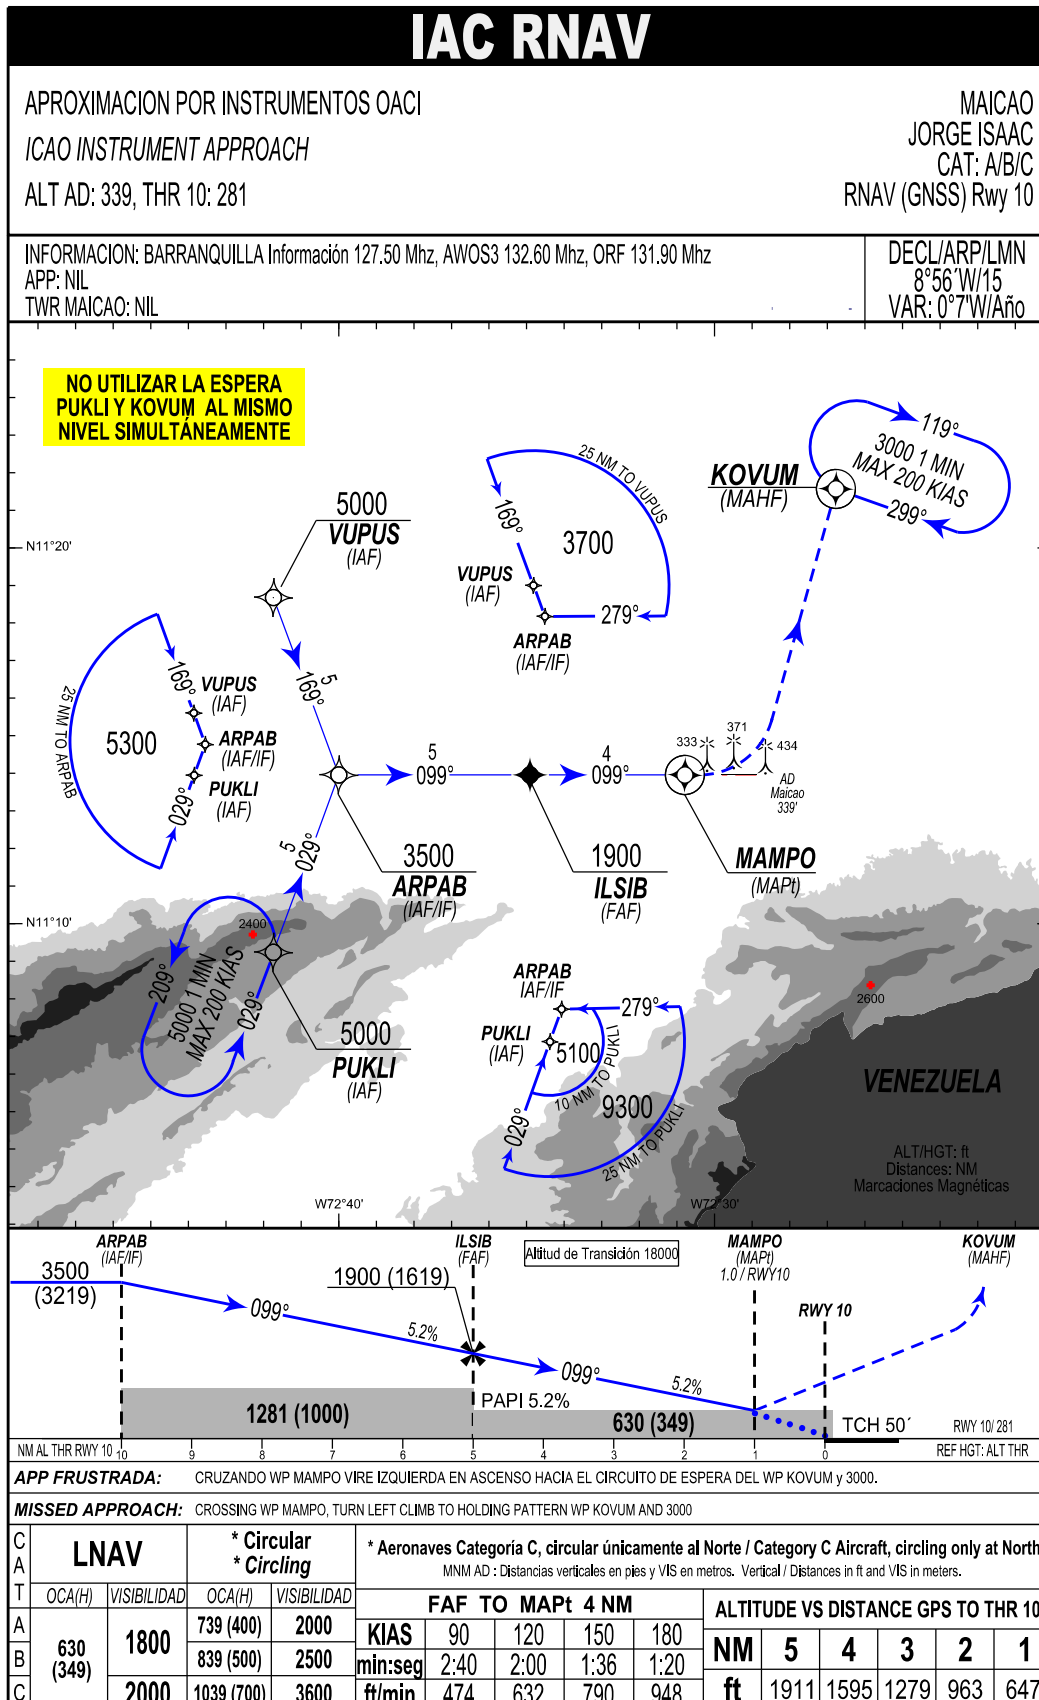 IAC RNAV
APROXIMACION POR INSTRUMENTOS OACI
ICAO INSTRUMENT APPROACH
ALT AD: 339, THR 10: 281
MAICAO
JORGE ISAAC
CAT: A/B/C
RNAV (GNSS) Rwy 10
INFORMACION: BARRANQUILLA Información 127.50 Mhz, AWOS3 132.60 Mhz, ORF 131.90 Mhz
APP: NIL
TWR MAICAO: NIL
DECL/ARP/LMN
8°56´W/15
VAR: 0°7'W/Año
NO UTILIZAR LA ESPERA
PUKLI Y KOVUM AL MISMO
NIVEL SIMULTÁNEAMENTE
119°
3000 1 MIN
MAX 200 KIAS
299°
KOVUM
(MAHF)
5000
VUPUS
(IAF)
25 NM TO VUPUS
169°
3700
VUPUS
(IAF)
279°
ARPAB
(IAF/IF)
N11°20'
5
169°
25 NM TO ARPAB
169°
VUPUS
(IAF)
5300
ARPAB
(IAF/IF)
PUKLI
(IAF)
029°
5
099°
4
099°
333
371
434
AD
Maicao
339'
5
029°
3500
ARPAB
(IAF/IF)
1900
ILSIB
(FAF)
MAMPO
(MAPt)
N11°10'
2400
209°
5000 1 MIN
MAX 200 KIAS
029°
5000
PUKLI
(IAF)
ARPAB
IAF/IF
279°
PUKLI
(IAF)
5100
10 NM TO PUKLI
9300
029°
25 NM TO PUKLI
2600
VENEZUELA
ALT/HGT: ft
Distances: NM
Marcaciones Magnéticas
W72°40'
W72°30'
ARPAB
(IAF/IF)
ILSIB
(FAF)
Altitud de Transición 18000
MAMPO
(MAPt)
1.0 / RWY10
KOVUM
(MAHF)
3500
(3219)
1900 (1619)
RWY 10
099°
5.2%
099°
5.2%
PAPI 5.2%
1281 (1000)
630 (349)
TCH 50´
RWY 10/ 281
NM AL THR RWY 10
10 9 8 7 6 5 4 3 2 1 0
REF HGT: ALT THR
APP FRUSTRADA: CRUZANDO WP MAMPO VIRE IZQUIERDA EN ASCENSO HACIA EL CIRCUITO DE ESPERA DEL WP KOVUM y 3000.
MISSED APPROACH: CROSSING WP MAMPO, TURN LEFT CLIMB TO HOLDING PATTERN WP KOVUM AND 3000
CAT
LNAV
* Circular
* Circling
* Aeronaves Categoría C, circular únicamente al Norte / Category C Aircraft, circling only at North
MNM AD : Distancias verticales en pies y VIS en metros. Vertical / Distances in ft and VIS in meters.
OCA(H) VISIBILIDAD OCA(H) VISIBILIDAD
A 630 (349) 1800 739 (400) 2000
B 839 (500) 2500
C 2000 1039 (700) 3600
FAF TO MAPt 4 NM
KIAS 90 120 150 180
min:seg 2:40 2:00 1:36 1:20
ft/min 474 632 790 948
ALTITUDE VS DISTANCE GPS TO THR 10
NM 5 4 3 2 1
ft 1911 1595 1279 963 647